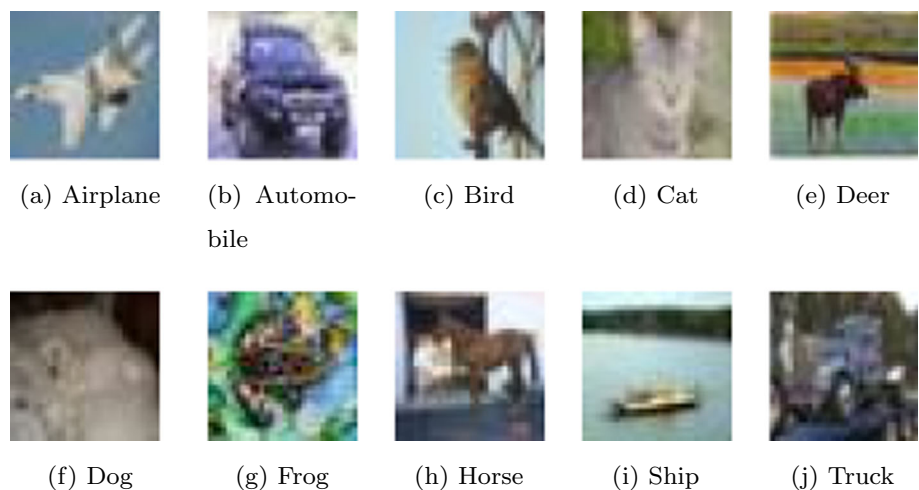 (a) Airplane
(b) Automo-
bile
(c) Bird
(d) Cat
(e) Deer
(f) Dog
(g) Frog
(h) Horse
(i) Ship
(j) Truck